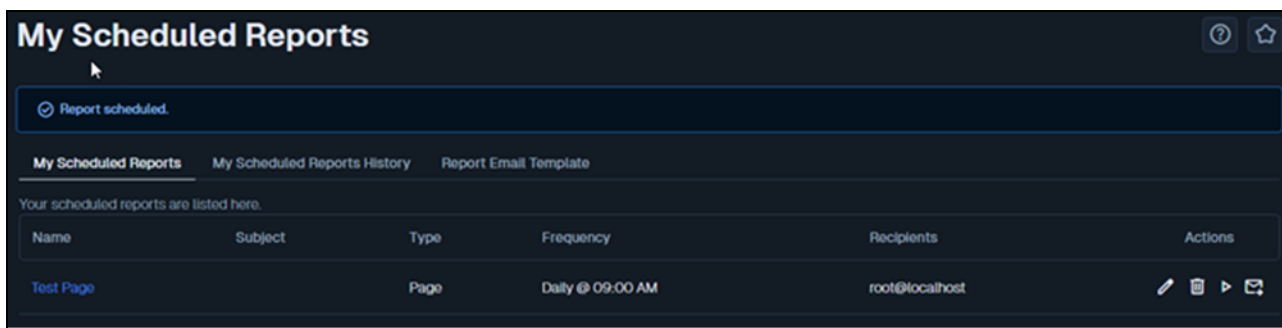 My Scheduled Reports
Report scheduled.
My Scheduled Reports My Scheduled Reports History Report Email Template
Your scheduled reports are listed here.
Name Subject Type Frequency Recipients Actions
Test Page Page Daily @ 09:00 AM root@localhost